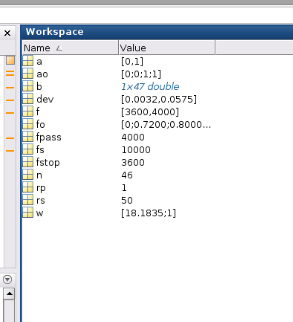 Workspace
Name Value
a [0,1]
ao [0;0;1;1]
b 1x47 double
dev [0.0032,0.0575]
f [3600,4000]
fo [0;0.7200;0.8000...
fpass 4000
fs 10000
fstop 3600
n 46
rp 1
rs 50
w [18.1835;1]